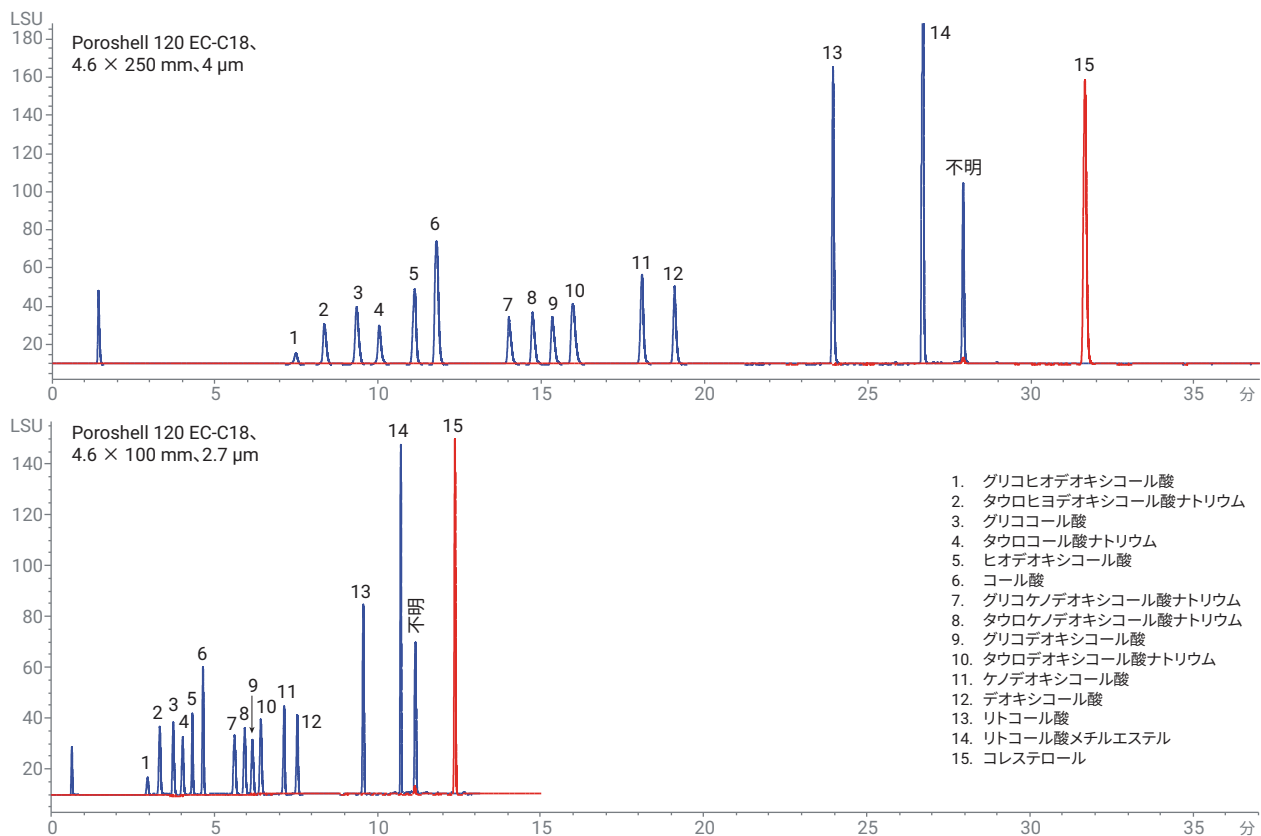 LSU
Poroshell 120 EC-C18、
4.6 × 250 mm、4 µm
180
160
140
120
100
80
60
40
20
1
2
3
4
5
6
7
8
9
10
11
12
13
14
不明
15
0 5 10 15 20 25 30 35 分
LSU
Poroshell 120 EC-C18、
4.6 × 100 mm、2.7 µm
140
120
100
80
60
40
20
1
2
3
4
5
6
7
8
9
10
11
12
13
14
不明
15
1. グリコヒオデオキシコール酸
2. タウロヒヨデオキシコール酸ナトリウム
3. グリココール酸
4. タウロコール酸ナトリウム
5. ヒオデオキシコール酸
6. コール酸
7. グリコケノデオキシコール酸ナトリウム
8. タウロケノデオキシコール酸ナトリウム
9. グリコデオキシコール酸
10. タウロデオキシコール酸ナトリウム
11. ケノデオキシコール酸
12. デオキシコール酸
13. リトコール酸
14. リトコール酸メチルエステル
15. コレステロール
0 5 10 15 20 25 30 35 分